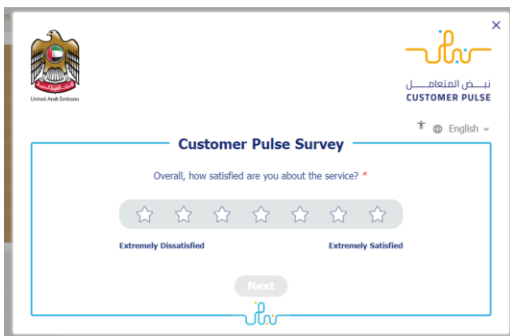 United Arab Emirates
نبض المتعامل
CUSTOMER PULSE
English
Customer Pulse Survey
Overall, how satisfied are you about the service? *
Extremely Dissatisfied
Extremely Satisfied
Next